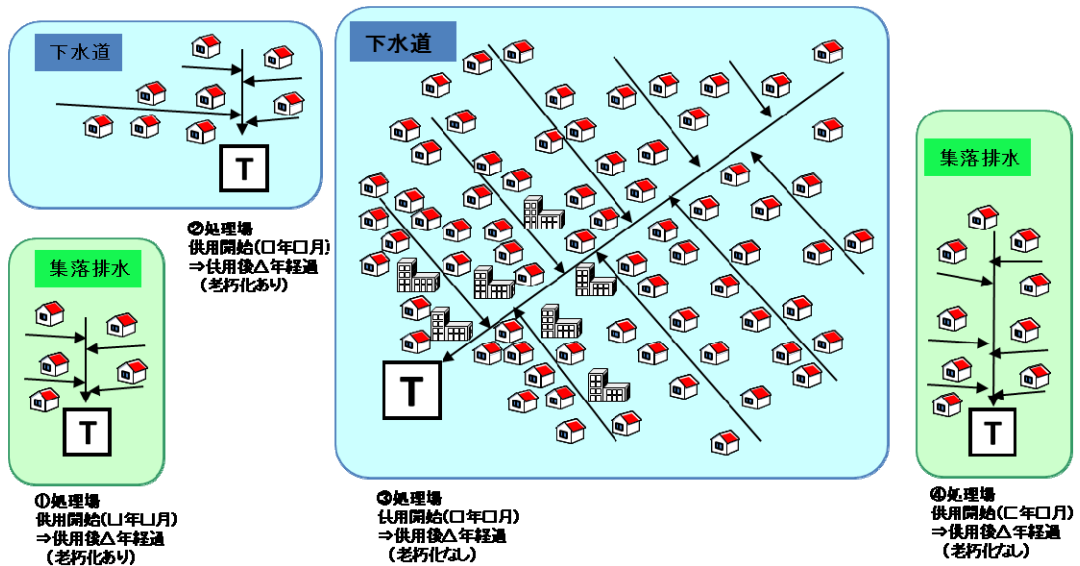 下水道
T
②処理場
供用開始(□年□月)
⇒供用後△年経過
(老朽化あり)
集落排水
T
①処理場
供用開始(□年□月)
⇒供用後△年経過
(老朽化あり)
下水道
T
③処理場
供用開始(□年□月)
⇒供用後△年経過
(老朽化なし)
集落排水
T
④処理場
供用開始(□年□月)
⇒供用後△年経過
(老朽化なし)